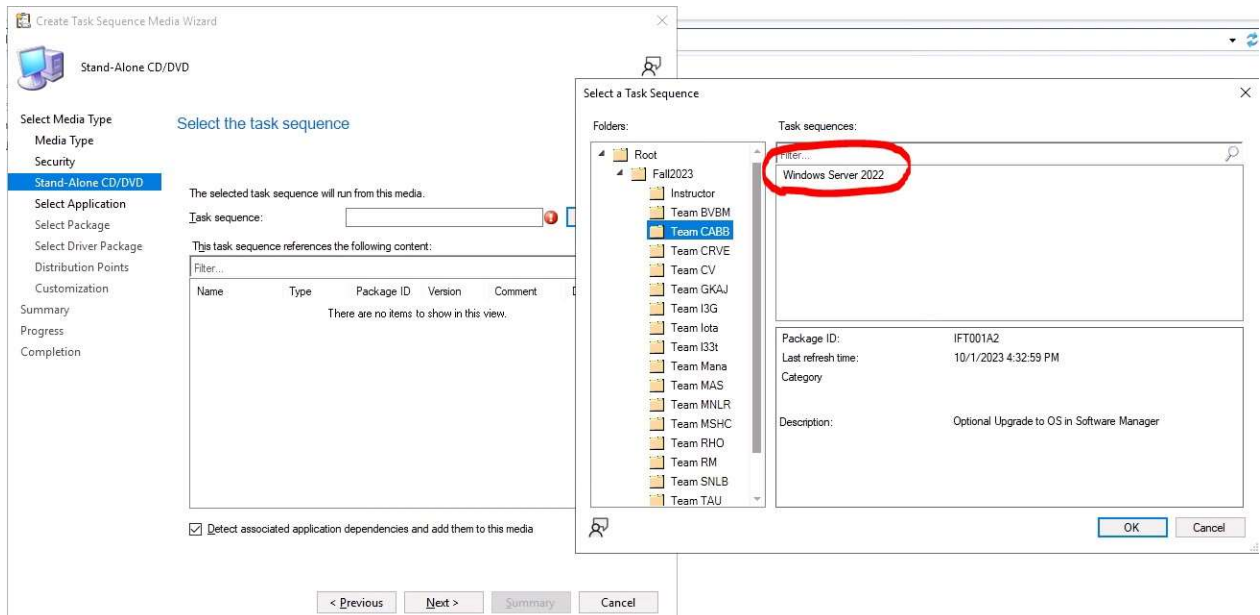 Create Task Sequence Media Wizard
Stand-Alone CD/DVD
Select Media Type
Media Type
Security
Stand-Alone CD/DVD
Select Application
Select Package
Select Driver Package
Distribution Points
Customization
Summary
Progress
Completion
Select the task sequence
The selected task sequence will run from this media.
Task sequence:
This task sequence references the following content:
Filter...
Name Type Package ID Version Comment
There are no items to show in this view.
Detect associated application dependencies and add them to this media
< Previous Next > Summary Cancel
Select a Task Sequence
Folders:
Root
Fall2023
Instructor
Team BVBM
Team CABB
Team CRVE
Team CV
Team GKAJ
Team I3G
Team Iota
Team l33t
Team Mana
Team MAS
Team MNLR
Team MSHC
Team RHO
Team RM
Team SNLB
Team TAU
Task sequences:
Filter...
Windows Server 2022
Package ID: IFT001A2
Last refresh time: 10/1/2023 4:32:59 PM
Category
Description: Optional Upgrade to OS in Software Manager
OK Cancel